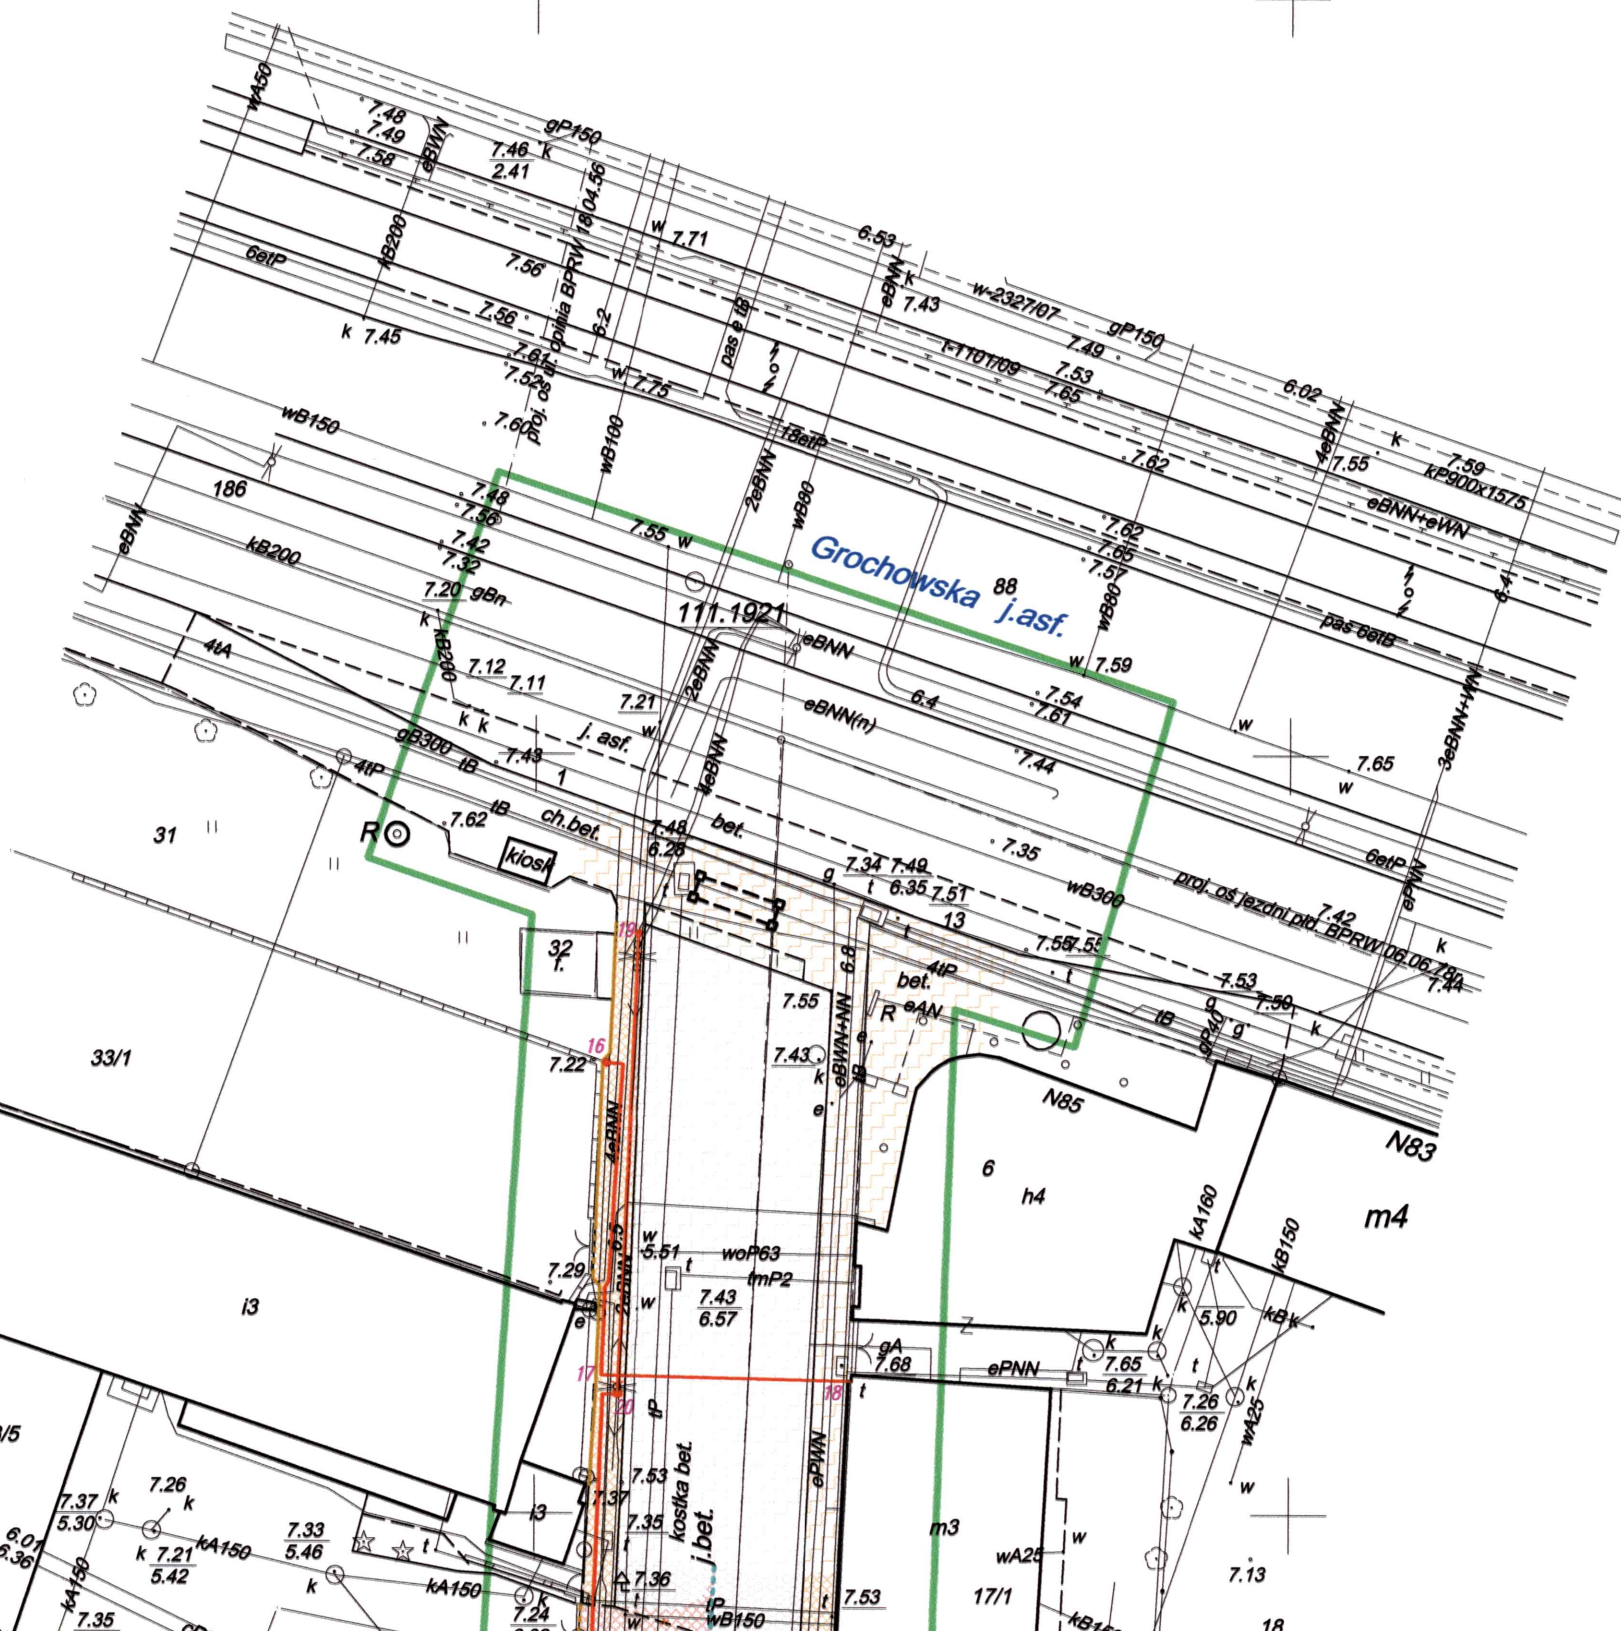 wA50
7.48
7.49
7.58
eBWN
gP150
7.46 k
2.41
proj. oś ul. opinia BPRW 18.04.56
kB200
6etP
7.56
w 7.71
6.53
6.2
pas e tB
eBNN
k
7.43
w-2327/07
gP150
t-1101/09
7.49
7.53
7.65
6.02
k 7.45
7.56
7.61
7.52
w 7.75
7.60
wB150
wB100
18etP
2eBNN
wB80
7.62
4eBNN
k
7.55
7.59
kP900x1575
eBNN+eWN
186
eBNN
kB200
7.48
7.56
7.42
7.32
7.55 w
7.20 gBn
k
kB200
Grochowska j.asf.
88
7.62
7.65
7.57
wB80
6.4
pas 6etB
111.1921
eBNN
w 7.59
4tA
7.12
7.11
7.21
w
2eBNN
6.4
7.54
7.61
eBNN(n)
3eBNN+WN
w
k k
j. asf.
gB300
tB
7.43
1
4tP
4eBNN
7.44
7.65
w
31
R
7.62
tB
ch.bet.
7.48
6.28
bet.
kiosk
t
g
7.34
7.49
t
6.35
7.51
13
7.35
wB300
6etP
ePNN
proj. oś jezdni płd. BPRW 06.06.78r.
7.42
k
7.44
19
32
f.
t
7.55
7.55
4tP
t
bet.
6.8
7.53
7.50
7.55
R
eAN
tB
g
g
k
gP40
16
7.22
33/1
7.43
k
e
e
tB
eBWN+NN
N85
N83
4eBNN
6
h4
m4
kA160
kB150
6.5
w
5.51
woP63
t
tmP2
7.29
2eBNN
w
7.43
6.57
i3
e
t
k
5.90
kB k
Z
gA
7.68
ePNN
k
7.65
6.21
t
k
k
t
k
7.26
6.26
wA25
17
18
t
20
tP
/5
kostka bet.
j.bet.
ePWN
w
7.26
k
7.37
5.30
k
7.53
7.37
i3
m3
w
6.01
6.36
k
7.21
5.42
kA150
7.33
5.46
t
7.35
t
wA25
kA150
k
kA150
7.36
k
t
w
tP
wB150
t
7.53
17/1
7.13
7.35
7.24
kB150
18